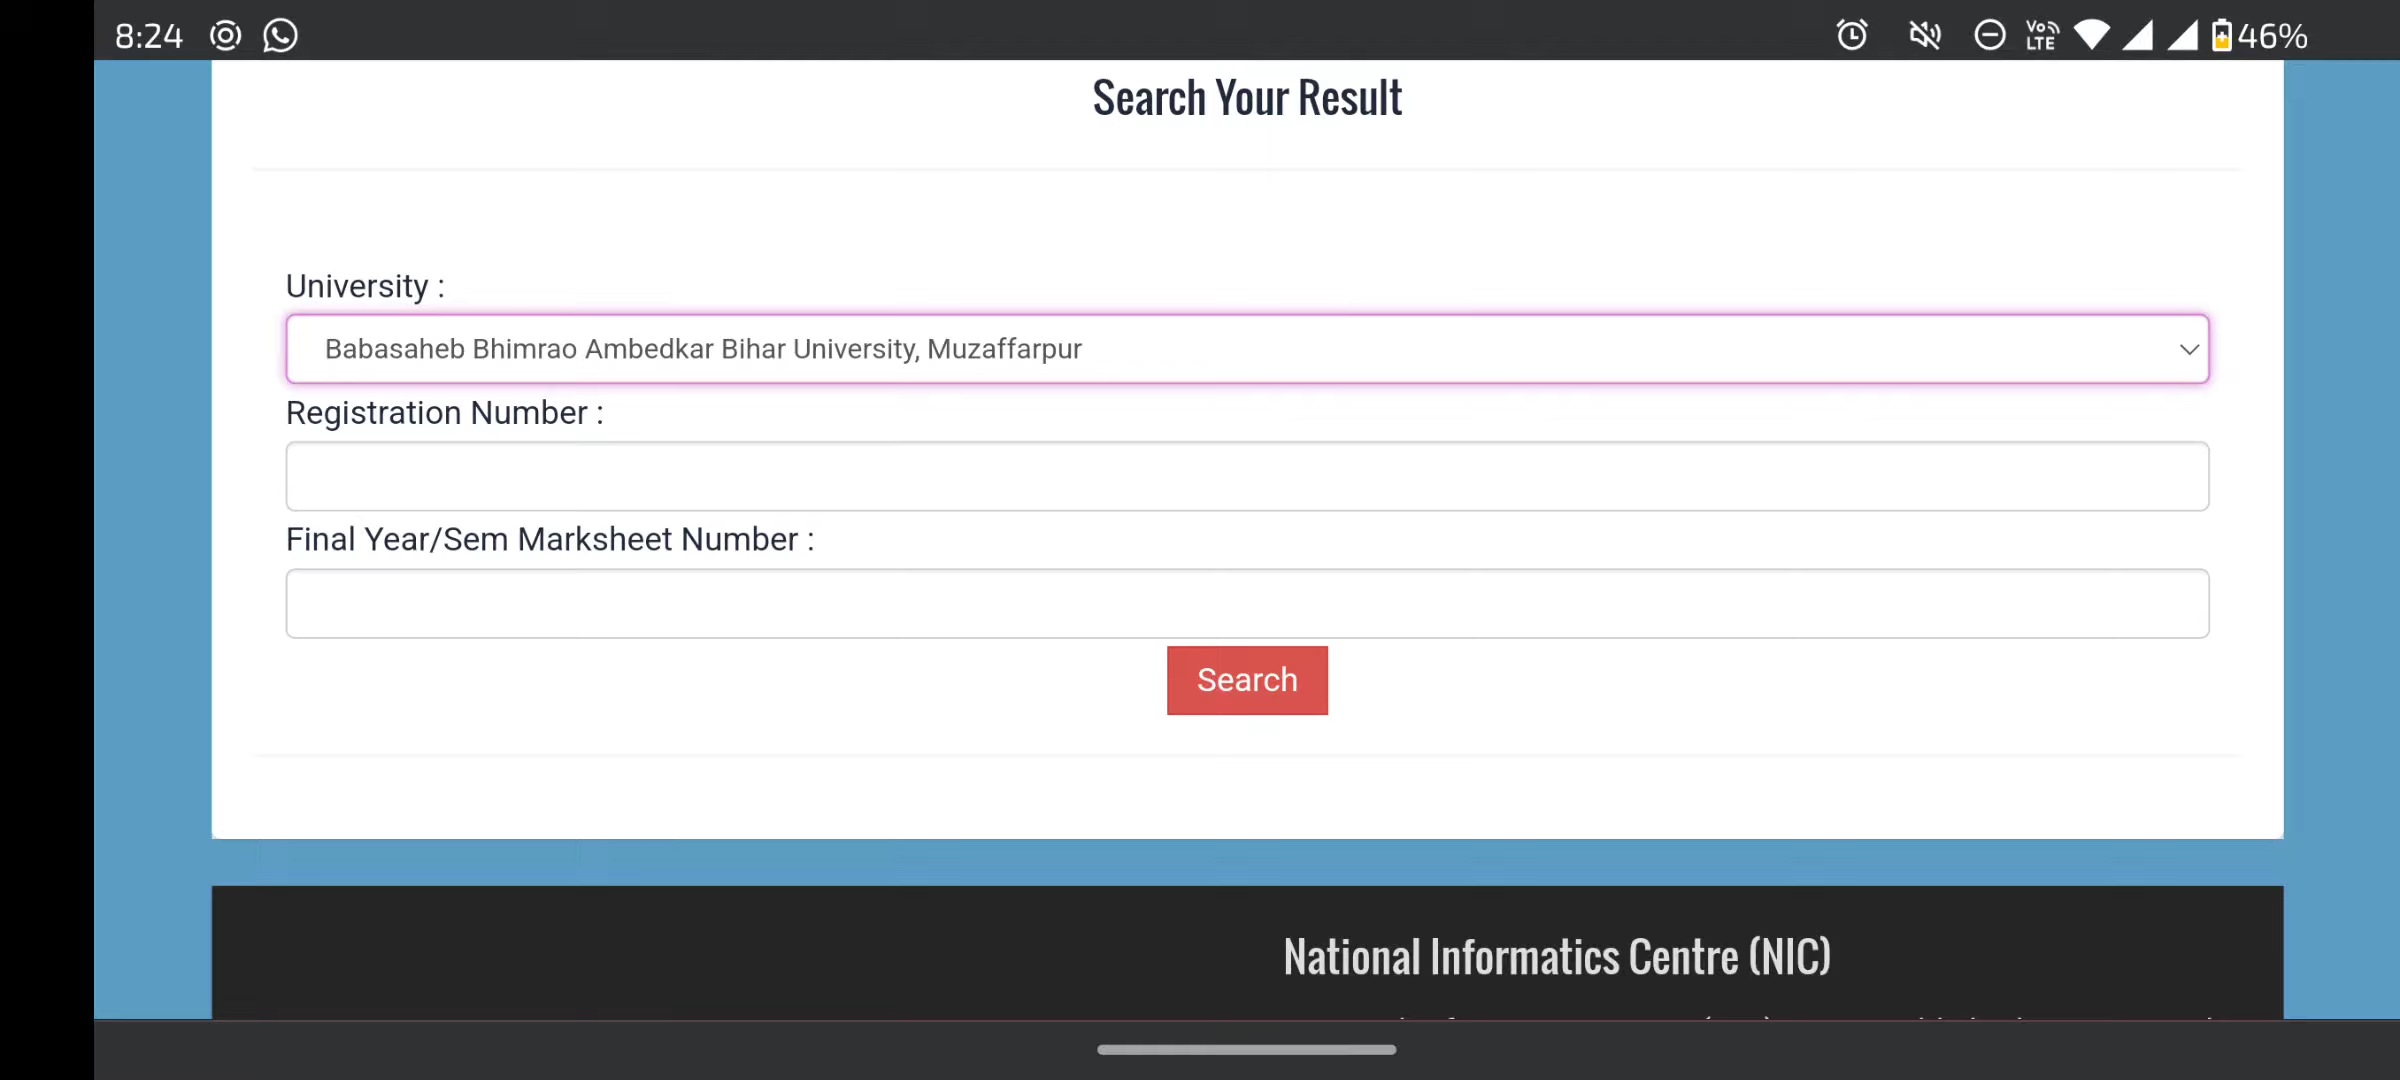 8:24 VoLTE 46%
Search Your Result
University :
Babasaheb Bhimrao Ambedkar Bihar University, Muzaffarpur
Registration Number :
Final Year/Sem Marksheet Number :
Search
National Informatics Centre (NIC)